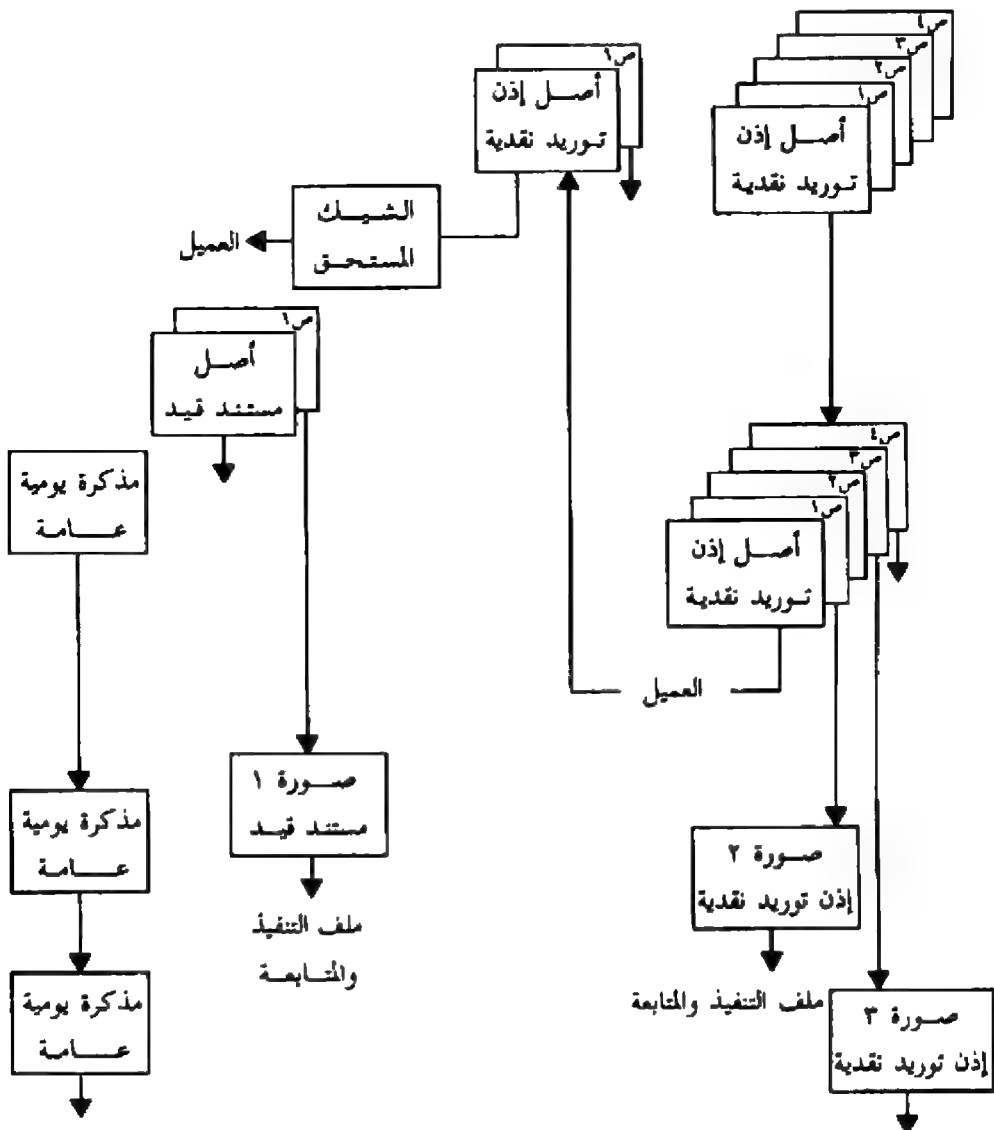 ص٤
ص٣
ص٢
ص١
أصل إذن
توريد نقدية
ص١
أصل إذن
توريد نقدية
الشيك
المستحق
العميل
ص١
أصل
مستند قيد
مذكرة يومية
عامة
ص٤
ص٣
ص٢
ص١
أصل إذن
توريد نقدية
العميل
صورة ١
مستند قيد
ملف التنفيذ
والمتابعة
مذكرة يومية
عامة
صورة ٢
إذن توريد نقدية
ملف التنفيذ والمتابعة
مذكرة يومية
عامة
صورة ٣
إذن توريد نقدية